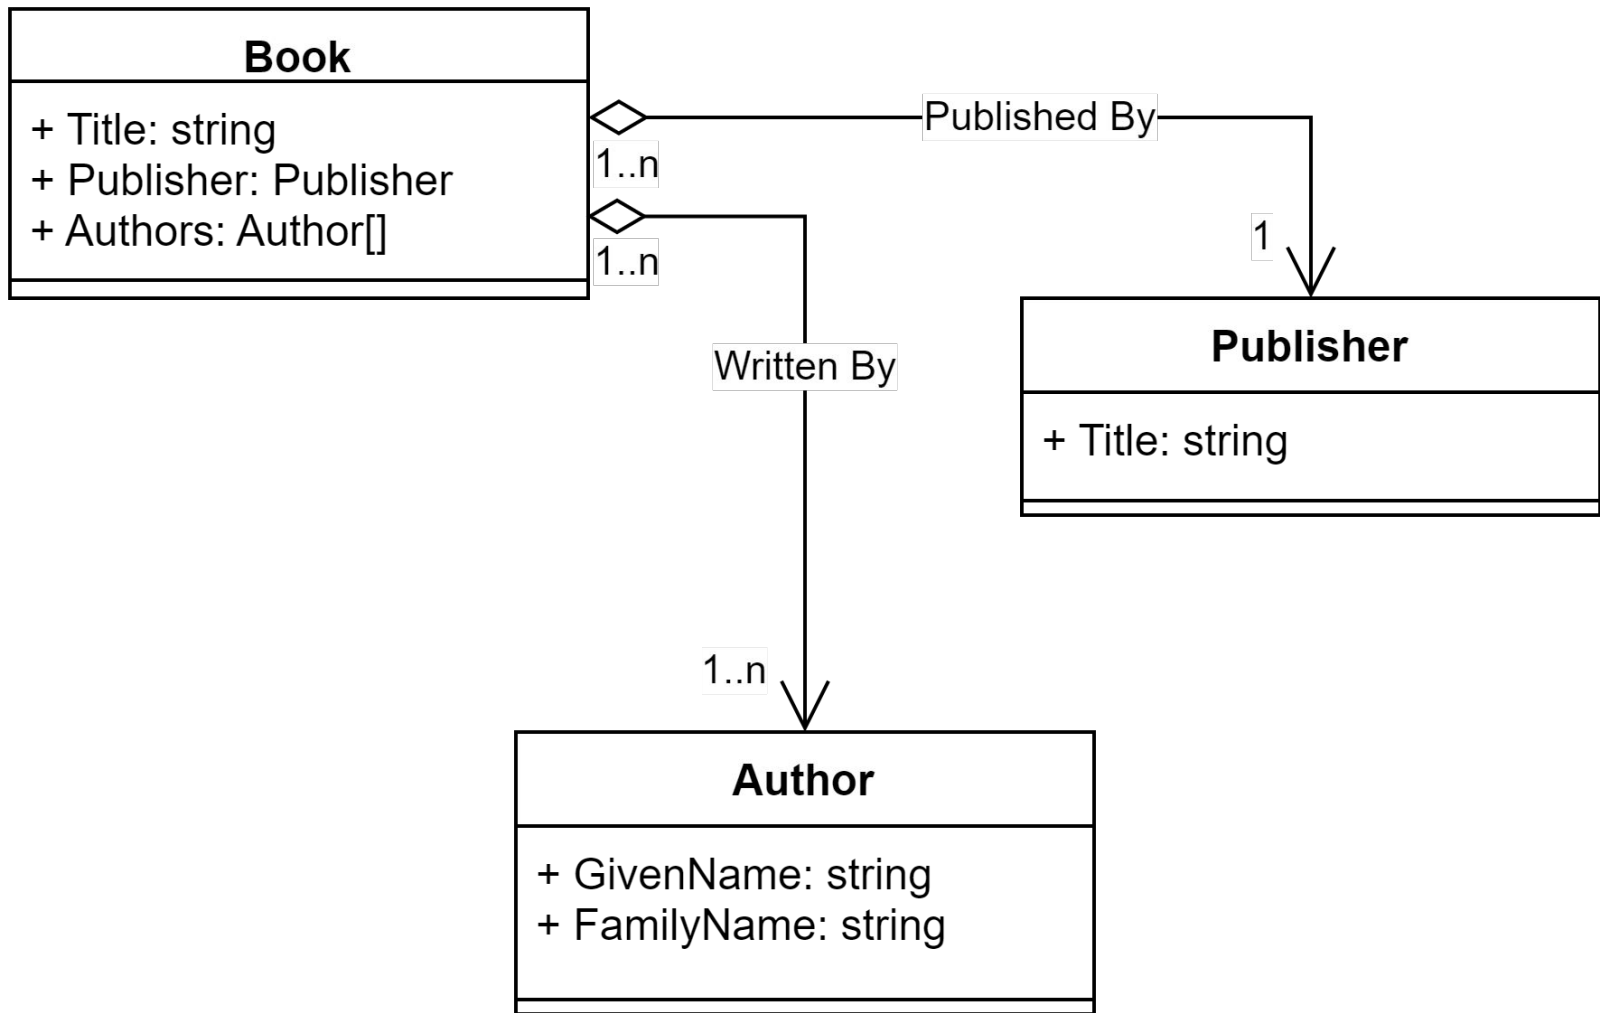 Book
+ Title: string
+ Publisher: Publisher
+ Authors: Author[]
1..n
Published By
1
1..n
Written By
1..n
Publisher
+ Title: string
Author
+ GivenName: string
+ FamilyName: string